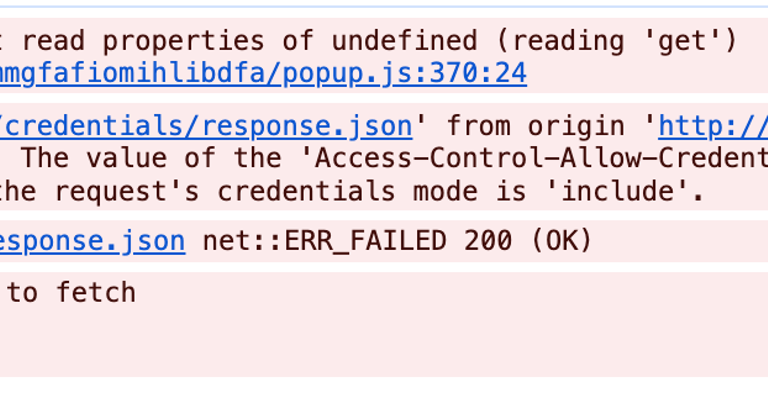 read properties of undefined (reading 'get')
mgfafiomihlibdfa/popup.js:370:24
/credentials/response.json' from origin 'http://
The value of the 'Access-Control-Allow-Credent
the request's credentials mode is 'include'.
esponse.json net::ERR_FAILED 200 (OK)
to fetch